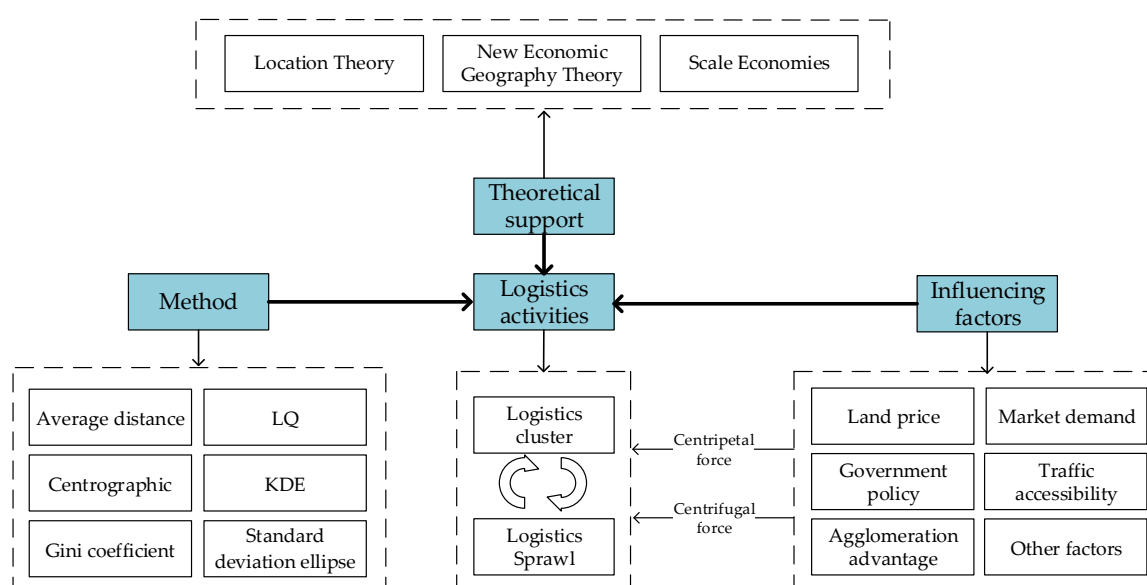 Location Theory
New Economic
Geography Theory
Scale Economies
Theoretical
support
Method
Logistics
activities
Influencing
factors
Average distance
LQ
Centrographic
KDE
Gini coefficient
Standard
deviation ellipse
Logistics
cluster
Logistics
Sprawl
Centripetal
force
Centrifugal
force
Land price
Market demand
Government
policy
Traffic
accessibility
Agglomeration
advantage
Other factors